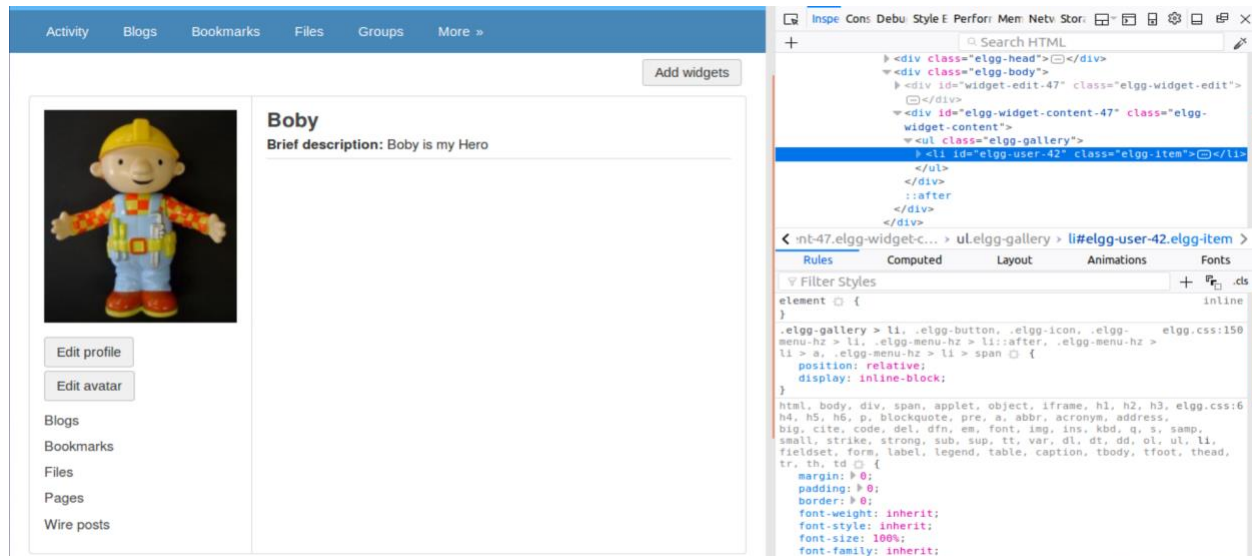 Activity Blogs Bookmarks Files Groups More »
Add widgets
Boby
Brief description: Boby is my Hero
Edit profile
Edit avatar
Blogs
Bookmarks
Files
Pages
Wire posts
Inspe Cons Debu Style E Perforr Mem Netv Stor
+ Search HTML
<div class="elgg-head"></div>
<div class="elgg-body">
<div id="widget-edit-47" class="elgg-widget-edit">
</div>
<div id="elgg-widget-content-47" class="elgg-
widget-content">
<ul class="elgg-gallery">
<li id="elgg-user-42" class="elgg-item"></li>
</ul>
</div>
::after
</div>
</div>
nt-47.elgg-widget-c... › ul.elgg-gallery › li#elgg-user-42.elgg-item
Rules Computed Layout Animations Fonts
Filter Styles + .cls
element { inline
}
.elgg-gallery > li, .elgg-button, .elgg-icon, .elgg- elgg.css:150
menu-hz > li, .elgg-menu-hz > li::after, .elgg-menu-hz >
li > a, .elgg-menu-hz > li > span {
position: relative;
display: inline-block;
}
html, body, div, span, applet, object, iframe, h1, h2, h3, elgg.css:6
h4, h5, h6, p, blockquote, pre, a, abbr, acronym, address,
big, cite, code, del, dfn, em, font, img, ins, kbd, q, s, samp,
small, strike, strong, sub, sup, tt, var, dl, dt, dd, ol, ul, li,
fieldset, form, label, legend, table, caption, tbody, tfoot, thead,
tr, th, td {
margin: 0;
padding: 0;
border: 0;
font-weight: inherit;
font-style: inherit;
font-size: 100%;
font-family: inherit;